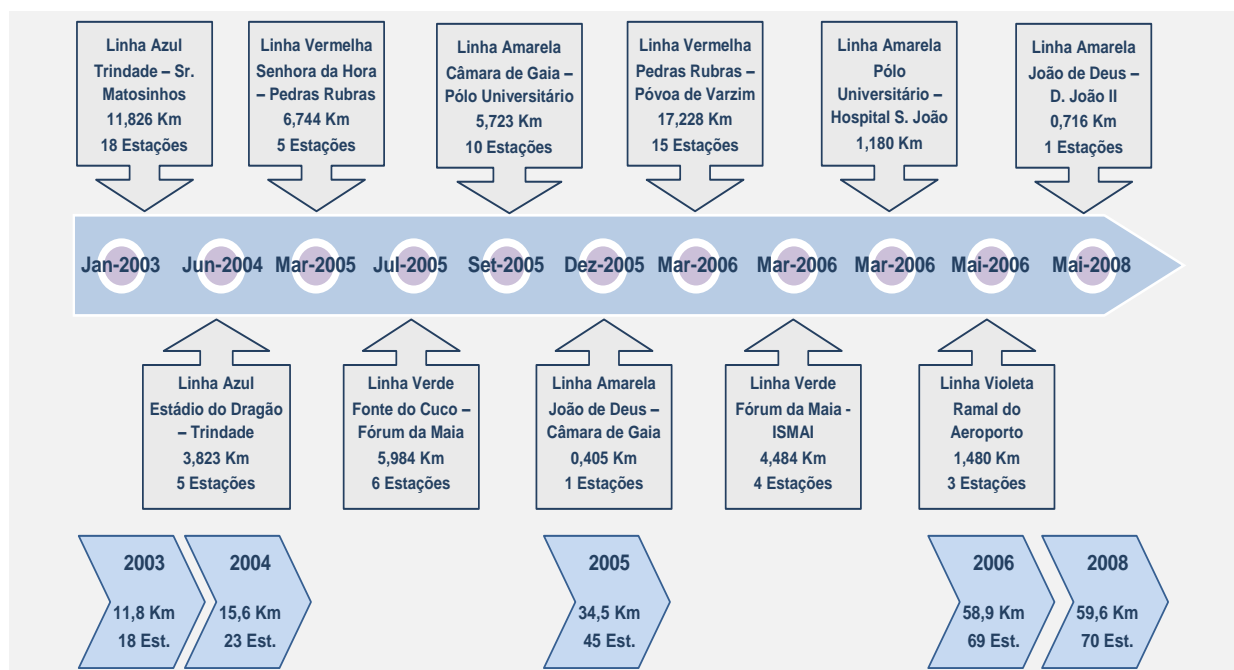 Linha Azul
Trindade – Sr.
Matosinhos
11,826 Km
18 Estações
Linha Vermelha
Senhora da Hora
– Pedras Rubras
6,744 Km
5 Estações
Linha Amarela
Câmara de Gaia –
Pólo Universitário
5,723 Km
10 Estações
Linha Vermelha
Pedras Rubras –
Póvoa de Varzim
17,228 Km
15 Estações
Linha Amarela
Pólo
Universitário –
Hospital S. João
1,180 Km
Linha Amarela
João de Deus –
D. João II
0,716 Km
1 Estações
Jan-2003 Jun-2004 Mar-2005 Jul-2005 Set-2005 Dez-2005 Mar-2006 Mar-2006 Mar-2006 Mai-2006 Mai-2008
Linha Azul
Estádio do Dragão
– Trindade
3,823 Km
5 Estações
Linha Verde
Fonte do Cuco –
Fórum da Maia
5,984 Km
6 Estações
Linha Amarela
João de Deus –
Câmara de Gaia
0,405 Km
1 Estações
Linha Verde
Fórum da Maia -
ISMAI
4,484 Km
4 Estações
Linha Violeta
Ramal do
Aeroporto
1,480 Km
3 Estações
2003
11,8 Km
18 Est.
2004
15,6 Km
23 Est.
2005
34,5 Km
45 Est.
2006
58,9 Km
69 Est.
2008
59,6 Km
70 Est.